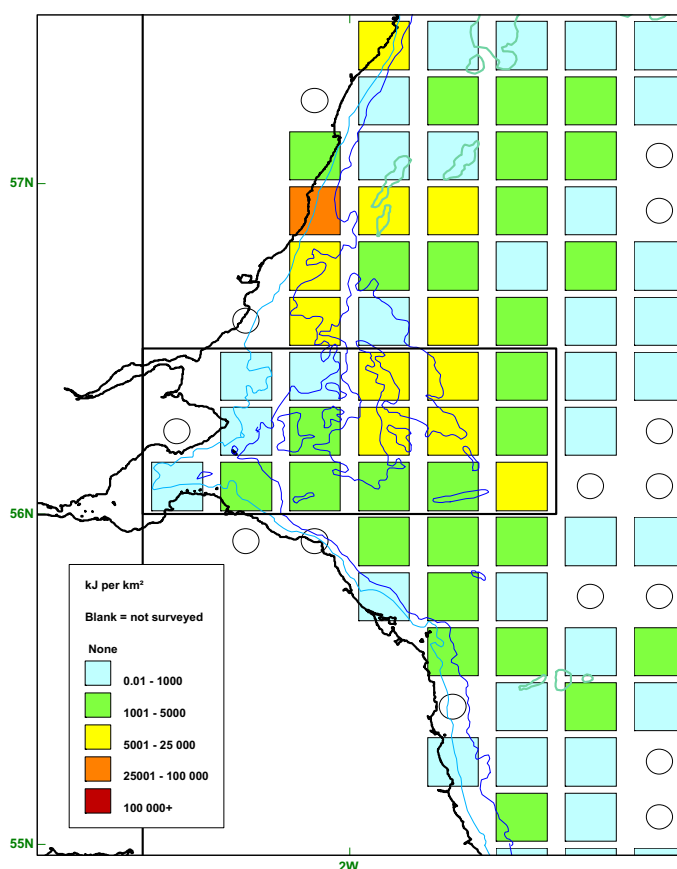 57N
56N
kJ per km²
Blank = not surveyed
None
0.01 - 1000
1001 - 5000
5001 - 25 000
25001 - 100 000
100 000+
55N
2W